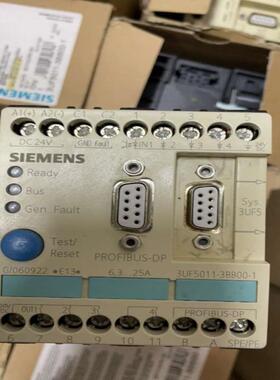 SIEMENS
A1(+) A2(-) C1 C2 1 2 3 4 5
DC 24V GND Fault IN1 2 3 4
SIEMENS
Ready
Bus
Gen. Fault
Sys.
3UF5
Test/
Reset
PROFIBUS-DP
G/060922 *E13* 6,3...25A 3UF5011-3BB00-1
OUT1 2 3 4 PROFIBUS-DP
6 7 8 9 10 11 B A SPE/PE